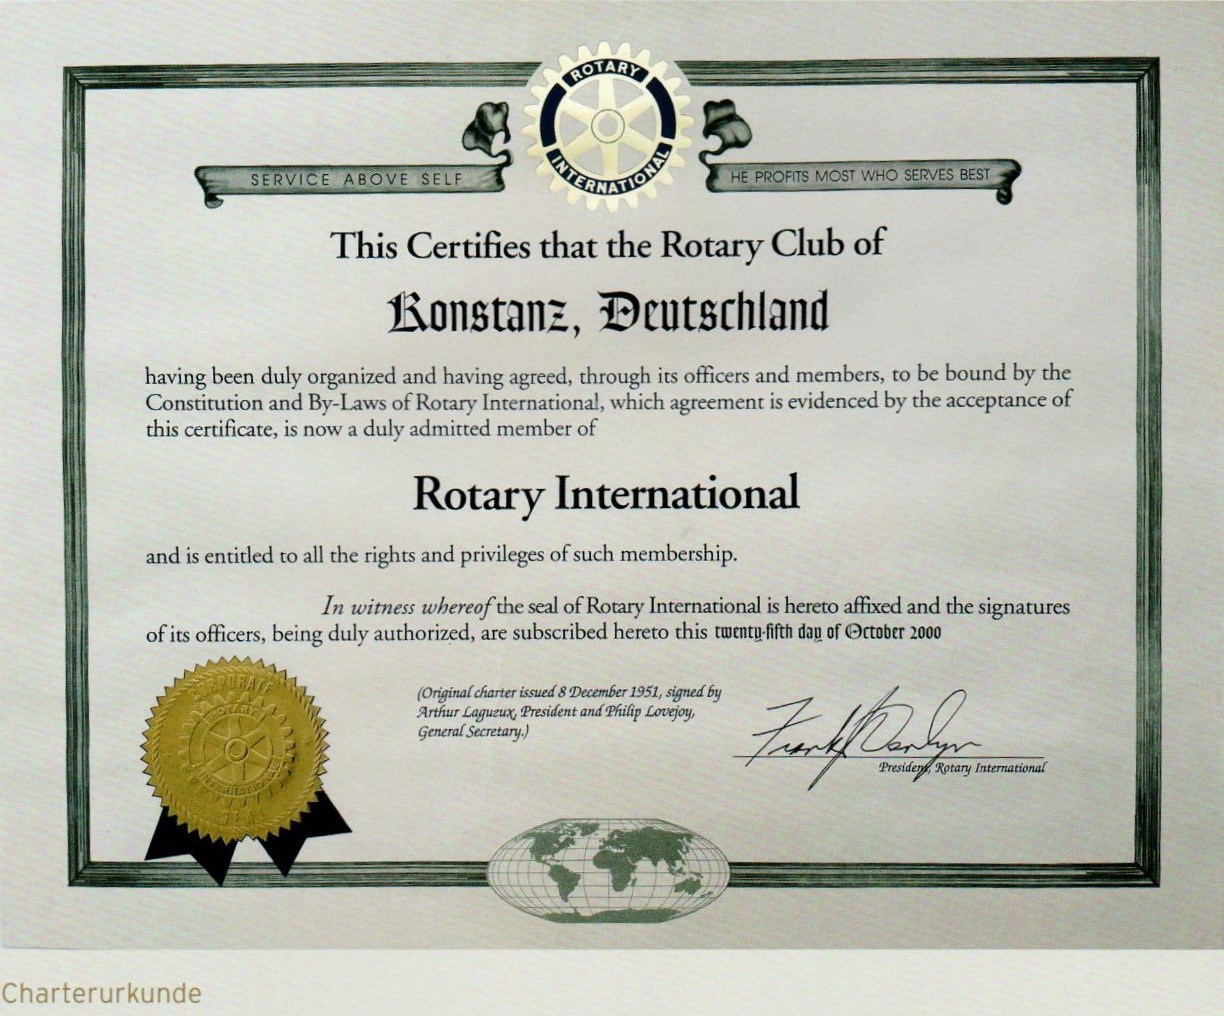 ROTARY
INTERNATIONAL
SERVICE ABOVE SELF
HE PROFITS MOST WHO SERVES BEST
This Certifies that the Rotary Club of
Konstanz, Deutschland
having been duly organized and having agreed, through its officers and members, to be bound by the
Constitution and By-Laws of Rotary International, which agreement is evidenced by the acceptance of
this certificate, is now a duly admitted member of
Rotary International
and is entitled to all the rights and privileges of such membership.
In witness whereof the seal of Rotary International is hereto affixed and the signatures
of its officers, being duly authorized, are subscribed hereto this twenty-fifth day of October 2000
(Original charter issued 8 December 1951, signed by
Arthur Lagueux, President and Philip Lovejoy,
General Secretary.)
Frank J Devlyn
President, Rotary International
CORPORATE
ROTARY
INTERNATIONAL
SEAL
Charterurkunde